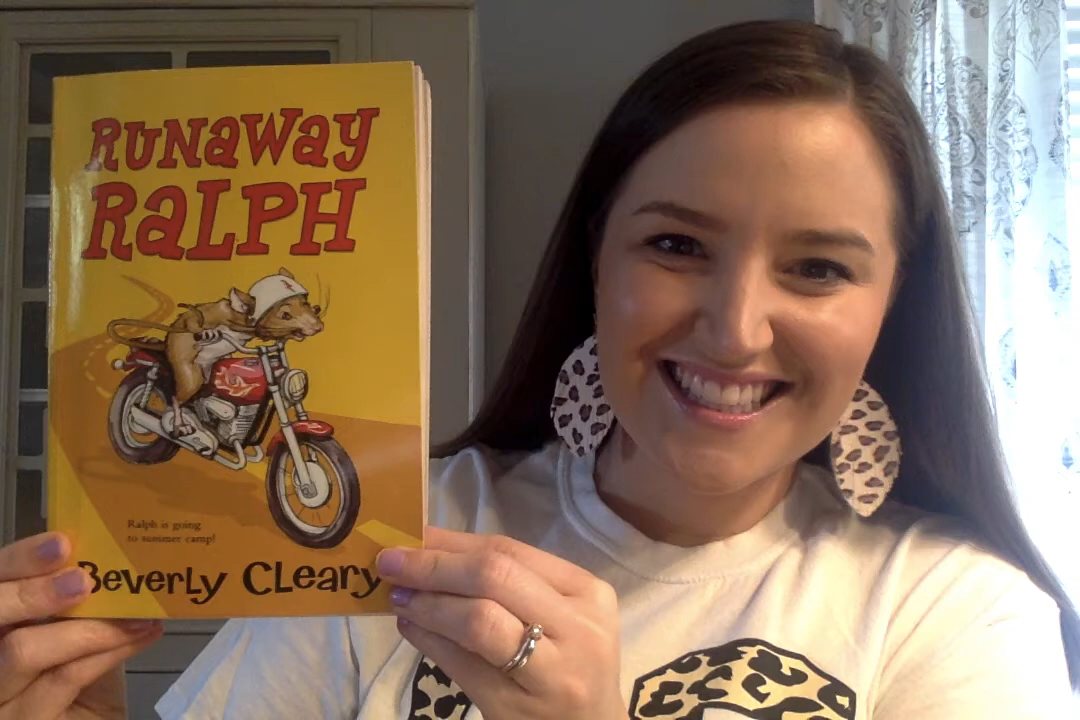 RUNAWAY
RALPH
Ralph is going
to summer camp!
BEVERLY CLEARY